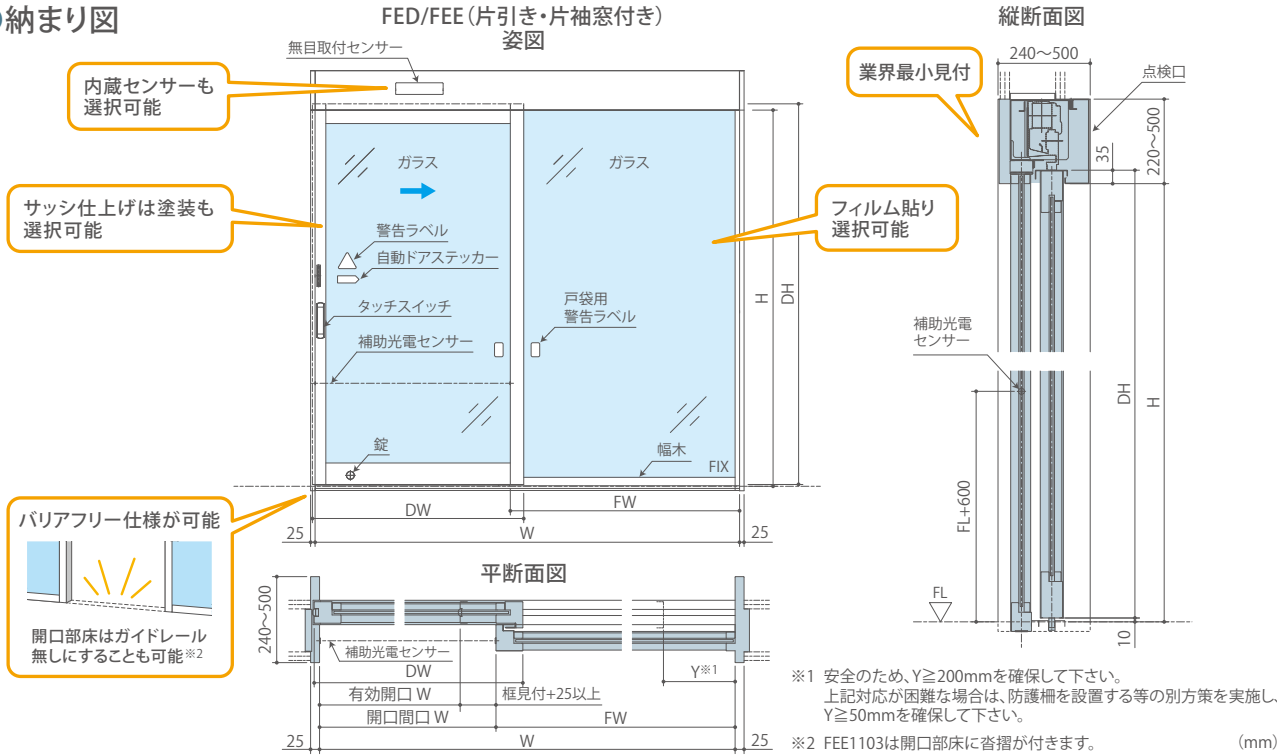 納まり図
FED/FEE（片引き・片袖窓付き）
姿図
無目取付センサー
内蔵センサーも
選択可能
ガラス
ガラス
サッシ仕上げは塗装も
選択可能
フィルム貼り
選択可能
警告ラベル
自動ドアステッカー
タッチスイッチ
戸袋用
警告ラベル
補助光電センサー
錠
幅木
FIX
H
DH
DW
FW
25
W
25
バリアフリー仕様が可能
開口部床はガイドレール
無しにすることも可能※2
平断面図
240〜500
補助光電センサー
Y※1
DW
有効開口 W
框見付+25以上
開口間口 W
FW
25
W
25
縦断面図
240〜500
業界最小見付
点検口
35
220〜500
補助光電
センサー
DH
H
FL+600
FL
10
※1 安全のため、Y≧200mmを確保して下さい。
上記対応が困難な場合は、防護柵を設置する等の別方策を実施し、
Y≧50mmを確保して下さい。
※2 FEE1103は開口部床に沓摺が付きます。
(mm)